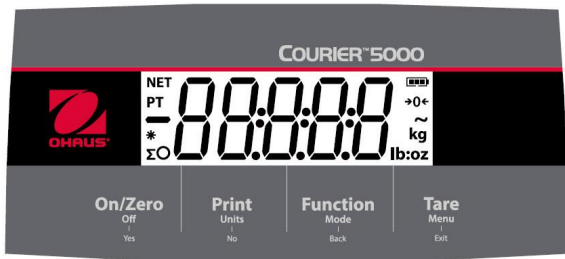 COURIER™5000
NET
PT
*
ΣO
88:8:8:8
→0←
~
kg
lb:oz
OHAUS®
On/Zero
Off
Yes
Print
Units
No
Function
Mode
Back
Tare
Menu
Exit